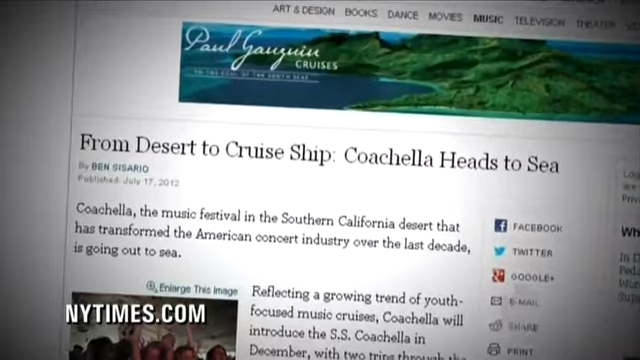 ART & DESIGN BOOKS DANCE MOVIES MUSIC TELEVISION THEATER
Paul Gauguin
CRUISES
From Desert to Cruise Ship: Coachella Heads to Sea
By BEN SISARIO
Published: July 17, 2012
Coachella, the music festival in the Southern California desert that
has transformed the American concert industry over the last decade,
is going out to sea.
Enlarge This Image
Reflecting a growing trend of youth-
focused music cruises, Coachella will
introduce the S.S. Coachella in
December, with two trips through the
FACEBOOK
TWITTER
GOOGLE+
E-MAIL
SHARE
PRINT
Log
Wh
In D
NYTIMES.COM